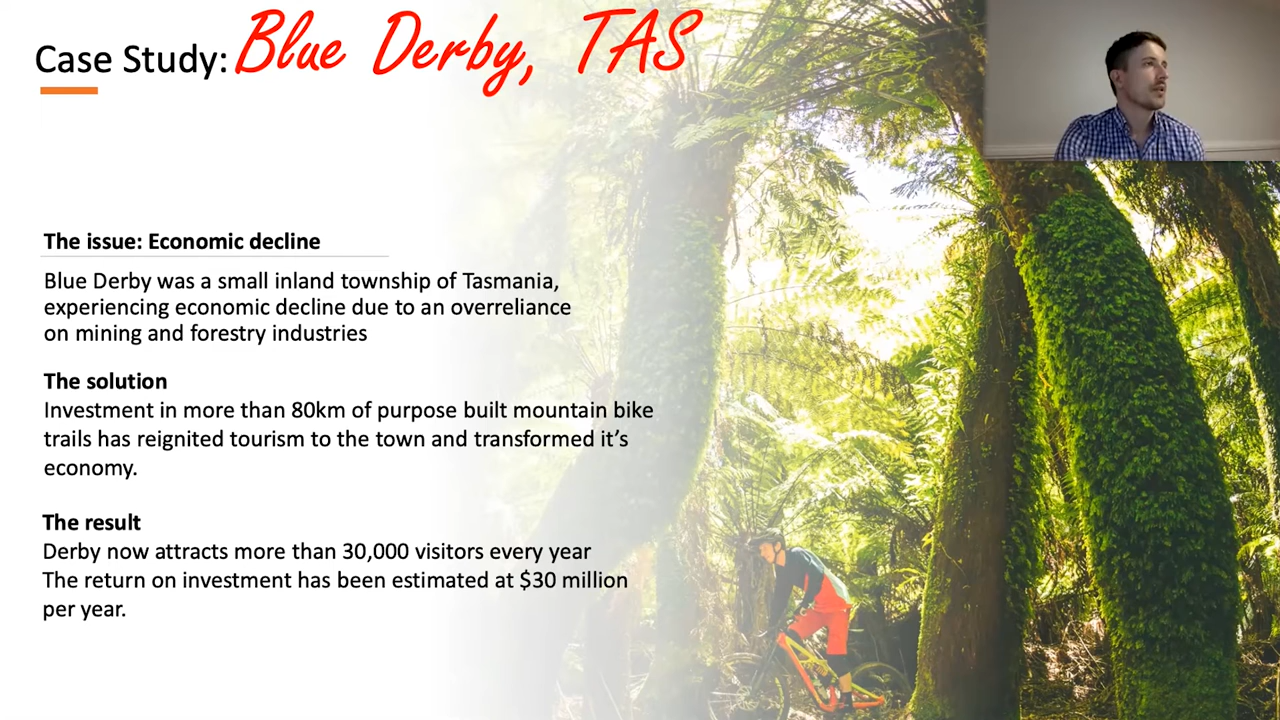 Case Study: Blue Derby, TAS
The issue: Economic decline
Blue Derby was a small inland township of Tasmania,
experiencing economic decline due to an overreliance
on mining and forestry industries
The solution
Investment in more than 80km of purpose built mountain bike
trails has reignited tourism to the town and transformed it’s
economy.
The result
Derby now attracts more than 30,000 visitors every year
The return on investment has been estimated at $30 million
per year.